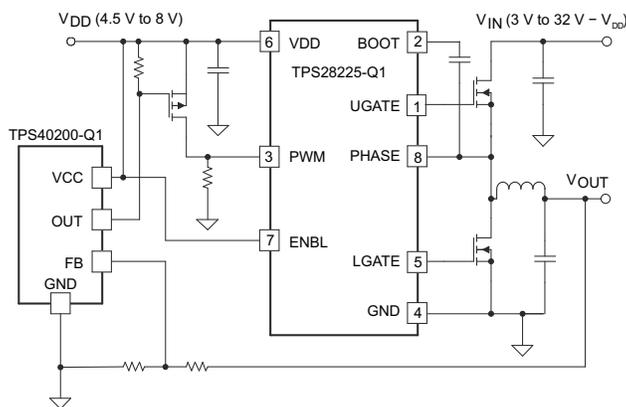 VDD (4.5 V to 8 V)
VIN (3 V to 32 V – VDD)
6 VDD
BOOT 2
TPS28225-Q1
UGATE 1
TPS40200-Q1
3 PWM
PHASE 8
VCC
VOUT
OUT
7 ENBL
LGATE 5
FB
GND
GND 4